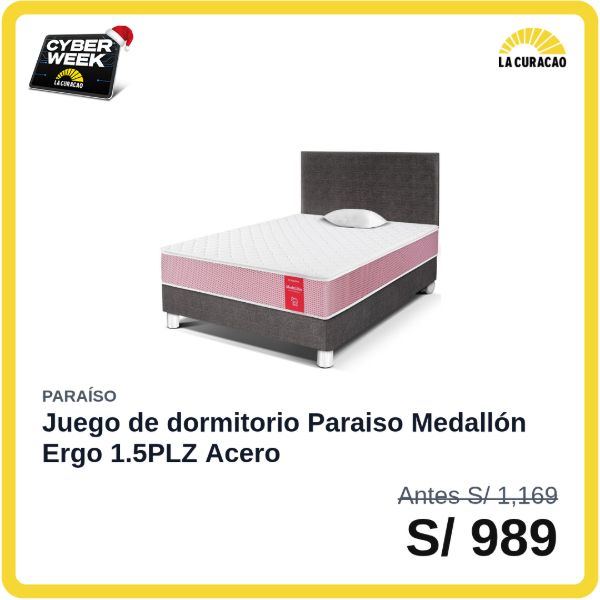 CYBER
WEEK
LA CURACAO
LA CURACAO
PARAÍSO
Juego de dormitorio Paraiso Medallón
Ergo 1.5PLZ Acero
Antes S/ 1,169
S/ 989